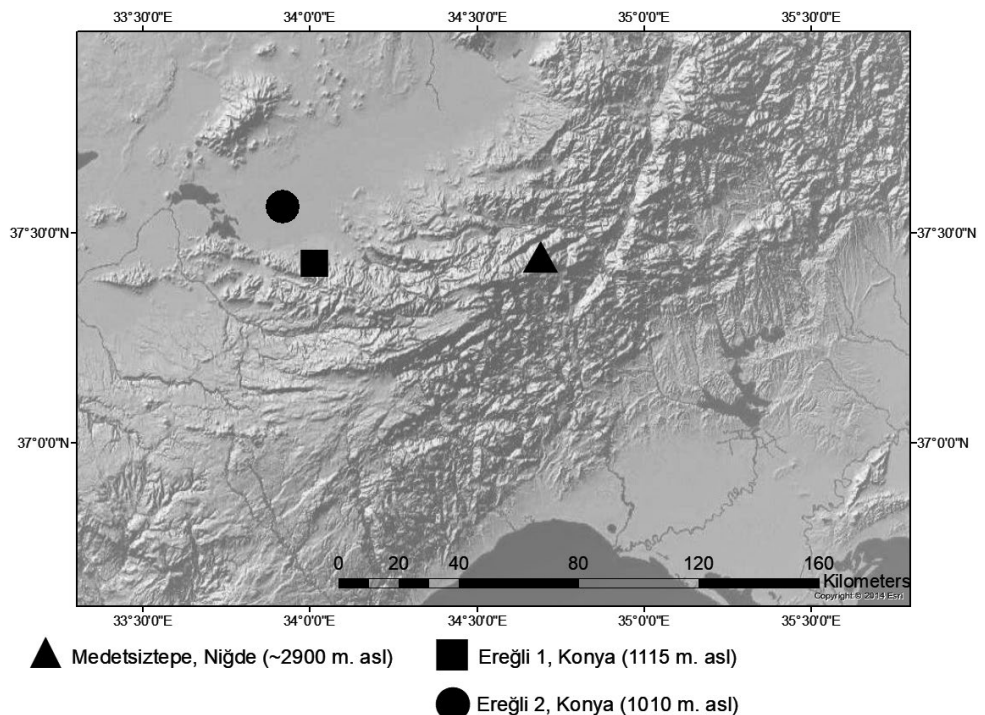 33°30'0"E 34°0'0"E 34°30'0"E 35°0'0"E 35°30'0"E
37°30'0"N 37°30'0"N
37°0'0"N 37°0'0"N
0 20 40 80 120 160
Kilometers
Copyright © 2014 Esri
33°30'0"E 34°0'0"E 34°30'0"E 35°0'0"E 35°30'0"E
Medetsiztepe, Niğde (~2900 m. asl) Ereğli 1, Konya (1115 m. asl)
Ereğli 2, Konya (1010 m. asl)